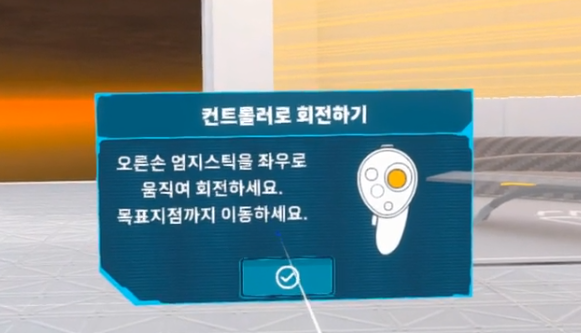 컨트롤러로 회전하기
오른손 엄지스틱을 좌우로
움직여 회전하세요.
목표지점까지 이동하세요.